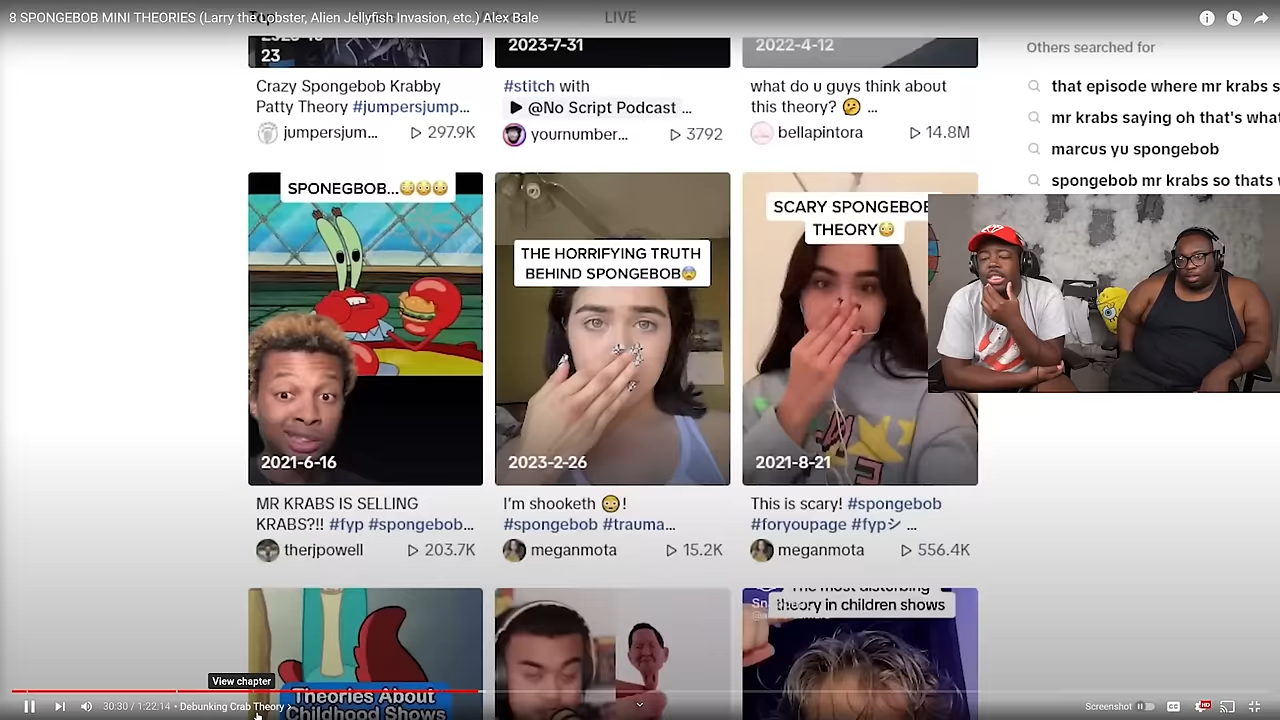 8 SPONGEBOB MINI THEORIES (Larry the Lobster, Alien Jellyfish Invasion, etc.) Alex Bale
LIVE
23
2023-7-31
2022-4-12
Others searched for
Crazy Spongebob Krabby
Patty Theory #jumpersjump...
jumpersjum... 297.9K
#stitch with
@No Script Podcast ...
yournumber... 3792
what do u guys think about
this theory? 🫤 ...
bellapintora 14.8M
that episode where mr krabs s
mr krabs saying oh that's what
marcus yu spongebob
spongebob mr krabs so thats w
SPONEGBOB...😳😳😳
2021-6-16
THE HORRIFYING TRUTH
BEHIND SPONGEBOB😨
2023-2-26
SCARY SPONGEBOB
THEORY😳
2021-8-21
MR KRABS IS SELLING
KRABS?!! #fyp #spongebob...
therjpowell 203.7K
I'm shooketh 😳!
#spongebob #trauma...
meganmota 15.2K
This is scary! #spongebob
#foryoupage #fypシ ...
meganmota 556.4K
The most disturbing
theory in children shows
View chapter
Theories About
Childhood Shows
30:30 / 1:22:14 • Debunking Crab Theory >
Screenshot
CC
HD